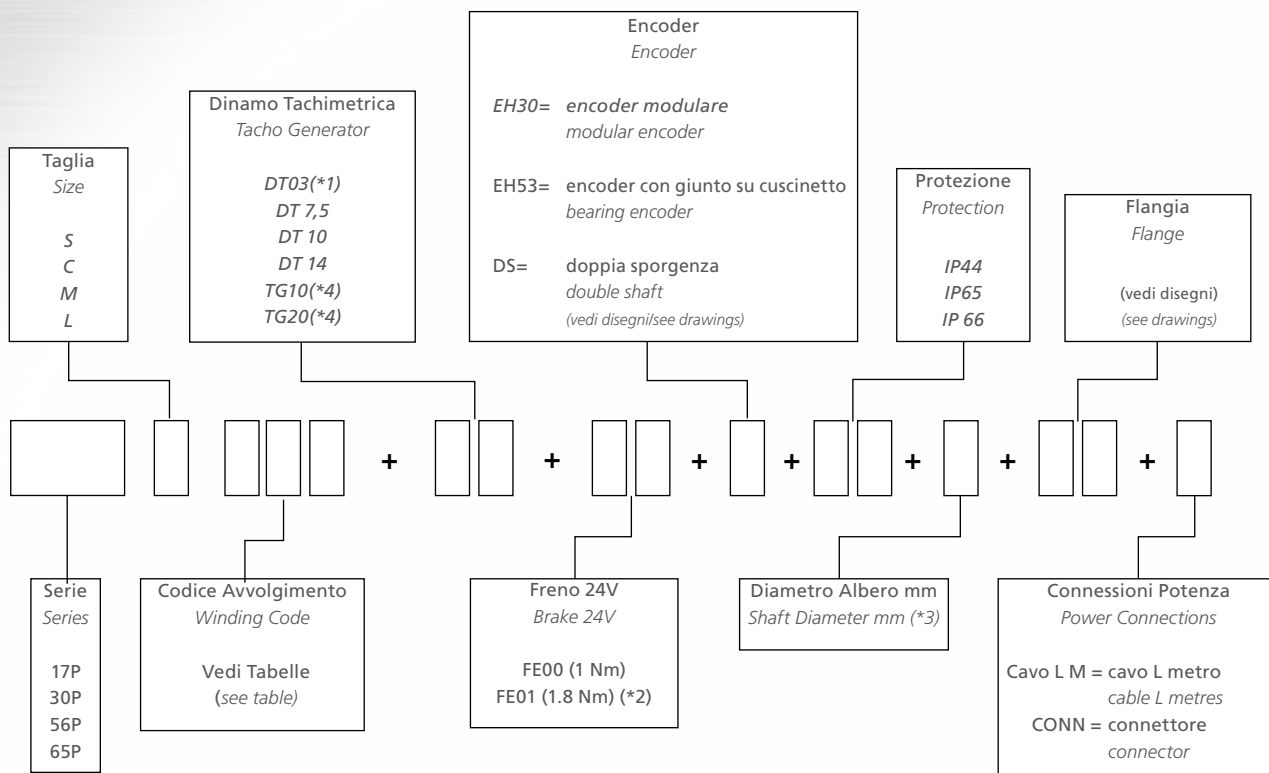 Encoder
Encoder
EH30= encoder modulare
modular encoder
EH53= encoder con giunto su cuscinetto
bearing encoder
DS= doppia sporgenza
double shaft
(vedi disegni/see drawings)
Dinamo Tachimetrica
Tacho Generator
DT03(*1)
DT 7,5
DT 10
DT 14
TG10(*4)
TG20(*4)
Taglia
Size
S
C
M
L
Protezione
Protection
IP44
IP65
IP 66
Flangia
Flange
(vedi disegni)
(see drawings)
+ + + + + + +
Serie
Series
17P
30P
56P
65P
Codice Avvolgimento
Winding Code
Vedi Tabelle
(see table)
Freno 24V
Brake 24V
FE00 (1 Nm)
FE01 (1.8 Nm) (*2)
Diametro Albero mm
Shaft Diameter mm (*3)
Connessioni Potenza
Power Connections
Cavo L M = cavo L metro
cable L metres
CONN = connettore
connector